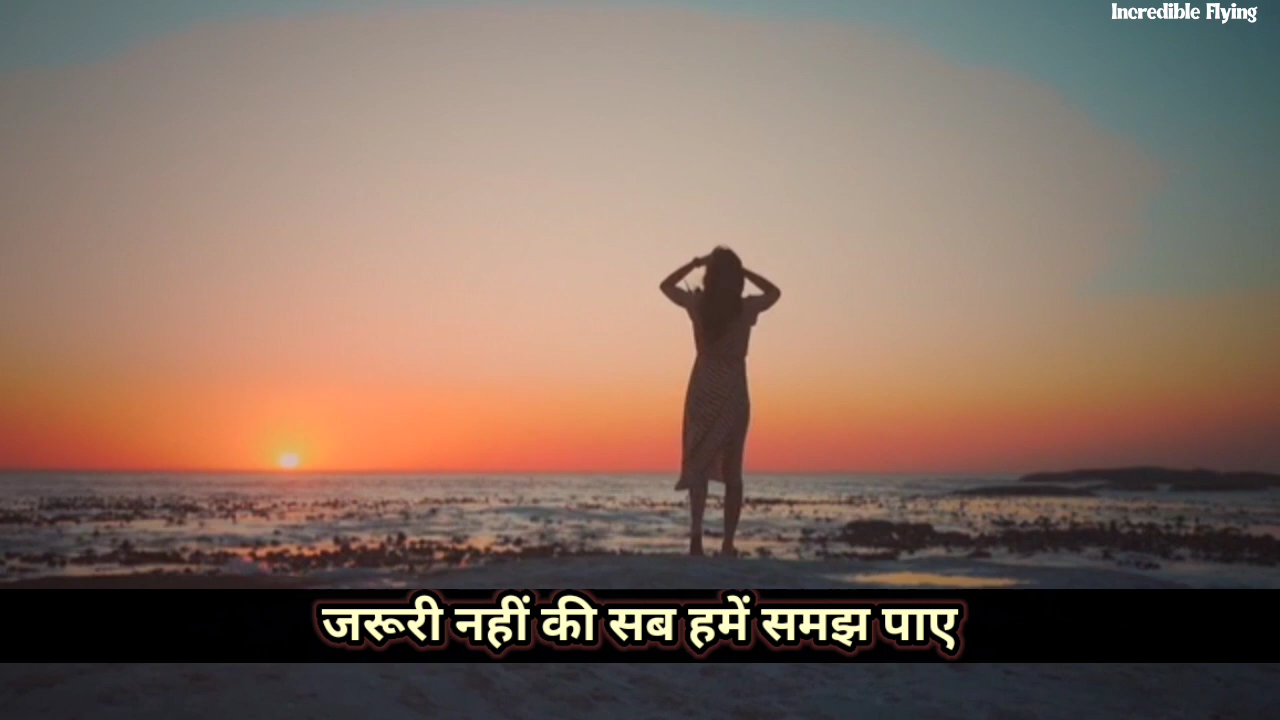 Incredible Flying
जरूरी नहीं की सब हमें समझ पाए